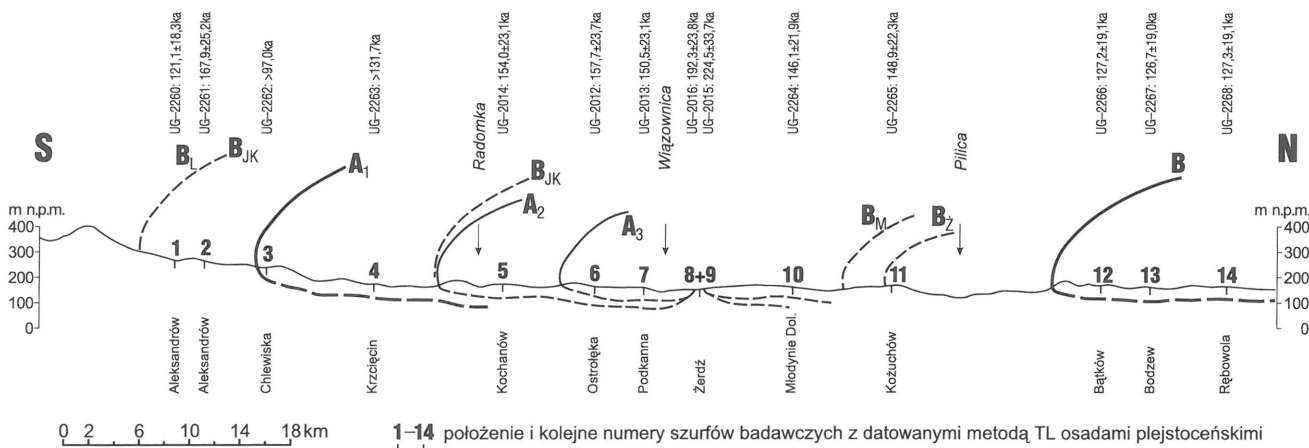 UG-2260: 121,1±18,3ka
UG-2261: 167,9±25,2ka
UG-2262: >97,0ka
UG-2263: >131,7ka
Radomka
UG-2014: 154,0±23,1ka
UG-2012: 157,7±23,7ka
UG-2013: 150,5±23,1ka
Wiązownica
UG-2016: 192,3±23,8ka
UG-2015: 224,5±33,7ka
UG-2264: 146,1±21,9ka
UG-2265: 148,9±22,3ka
Pilica
UG-2266: 127,2±19,1ka
UG-2267: 126,7±19,0ka
UG-2268: 127,3±19,1ka
S
N
BL BJK A1 BJK A2 A3 BM BŻ B
m n.p.m.
400
300
200
100
0
m n.p.m.
400
300
200
100
0
1 2 3 4 5 6 7 8+9 10 11 12 13 14
Aleksandrów
Aleksandrów
Chlewiska
Krzcięcin
Kochanów
Ostrołęka
Podkanna
Żerdź
Młodynie Dol.
Kożuchów
Bątków
Bodzew
Rębowola
0 2 6 10 14 18 km
1–14 położenie i kolejne numery szurfów badawczych z datowanymi metodą TL osadami plejstoceńskimi